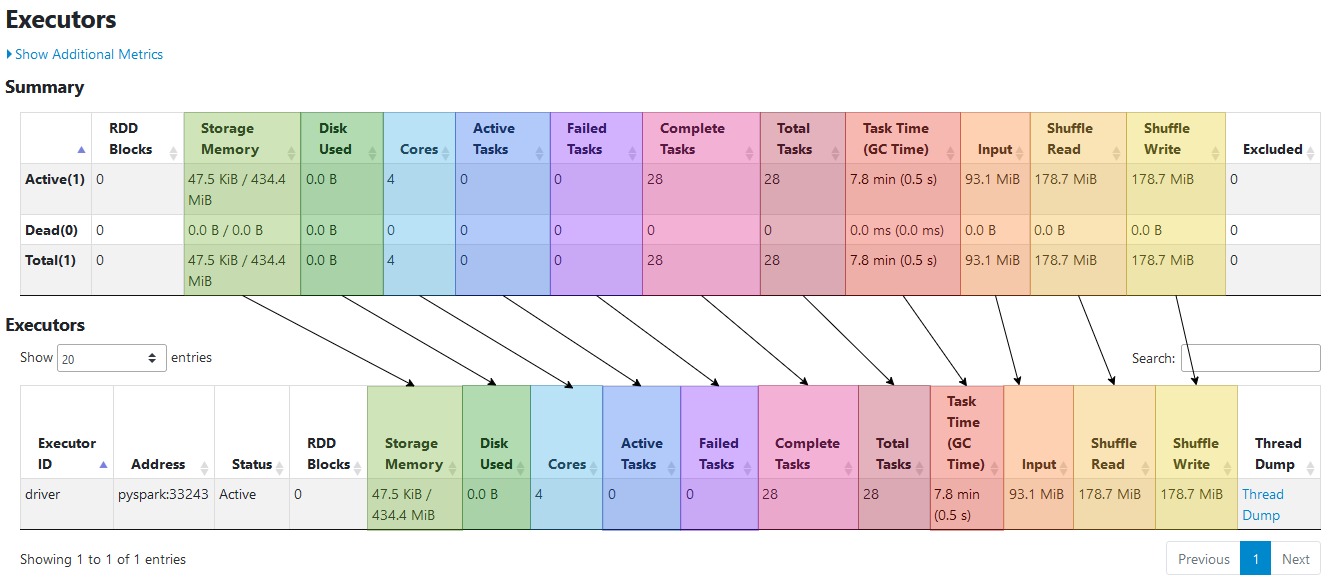 Executors
Show Additional Metrics
Summary
RDD Blocks Storage Memory Disk Used Cores Active Tasks Failed Tasks Complete Tasks Total Tasks Task Time (GC Time) Input Shuffle Read Shuffle Write Excluded
Active(1) 0 47.5 KiB / 434.4 MiB 0.0 B 4 0 0 28 28 7.8 min (0.5 s) 93.1 MiB 178.7 MiB 178.7 MiB 0
Dead(0) 0 0.0 B / 0.0 B 0.0 B 0 0 0 0 0 0.0 ms (0.0 ms) 0.0 B 0.0 B 0.0 B 0
Total(1) 0 47.5 KiB / 434.4 MiB 0.0 B 4 0 0 28 28 7.8 min (0.5 s) 93.1 MiB 178.7 MiB 178.7 MiB 0
Executors
Show 20 entries Search:
Executor ID Address Status RDD Blocks Storage Memory Disk Used Cores Active Tasks Failed Tasks Complete Tasks Total Tasks Task Time (GC Time) Input Shuffle Read Shuffle Write Thread Dump
driver pyspark:33243 Active 0 47.5 KiB / 434.4 MiB 0.0 B 4 0 0 28 28 7.8 min (0.5 s) 93.1 MiB 178.7 MiB 178.7 MiB Thread Dump
Showing 1 to 1 of 1 entries Previous 1 Next